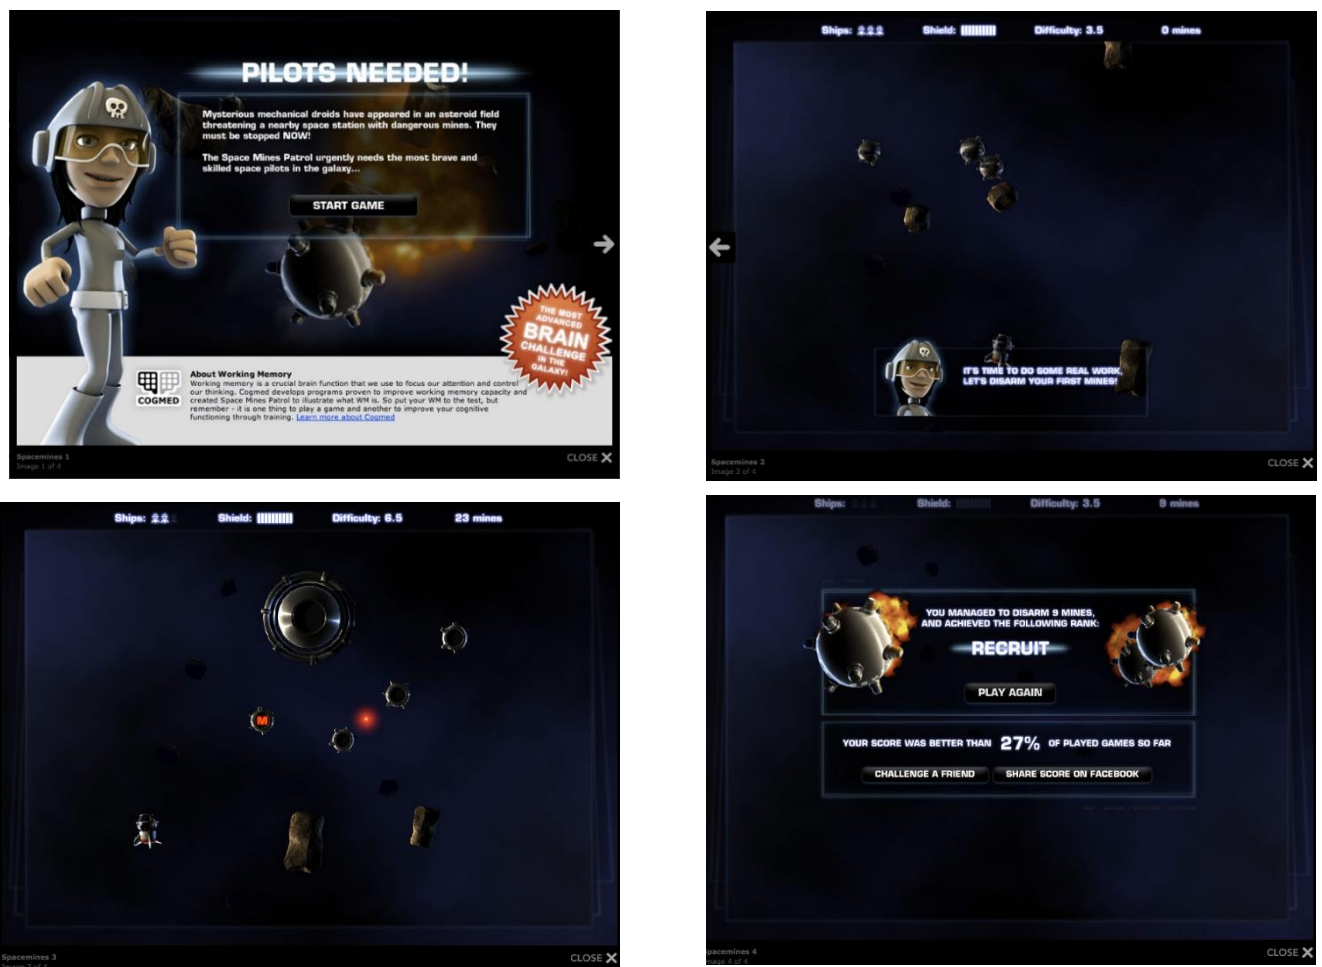 PILOTS NEEDED!
Mysterious mechanical droids have appeared in an asteroid field
threatening a nearby space station with dangerous mines. They
must be stopped NOW!
The Space Mines Patrol urgently needs the most brave and
skilled space pilots in the galaxy...
START GAME
THE MOST
ADVANCED
BRAIN
CHALLENGE
IN THE
GALAXY!
COGMED
About Working Memory
Working memory is a crucial brain function that we use to focus our attention and control
our thinking. Cogmed develops programs proven to improve working memory capacity and
created Space Mines Patrol to illustrate what WM is. So put your WM to the test, but
remember - it is one thing to play a game and another to improve your cognitive
functioning through training. Learn more about Cogmed
Spacemines 1
Image 1 of 4
CLOSE X
Ships: Shield: Difficulty: 3.5 0 mines
IT'S TIME TO DO SOME REAL WORK,
LET'S DISARM YOUR FIRST MINES!
Spacemines 2
Image 2 of 4
CLOSE X
Ships: Shield: Difficulty: 6.5 23 mines
M
Spacemines 3
CLOSE X
Ships: Shield: Difficulty: 3.5 9 mines
YOU MANAGED TO DISARM 9 MINES,
AND ACHIEVED THE FOLLOWING RANK:
RECRUIT
PLAY AGAIN
YOUR SCORE WAS BETTER THAN 27% OF PLAYED GAMES SO FAR
CHALLENGE A FRIEND SHARE SCORE ON FACEBOOK
pacemines 4
mage 4 of 4
CLOSE X